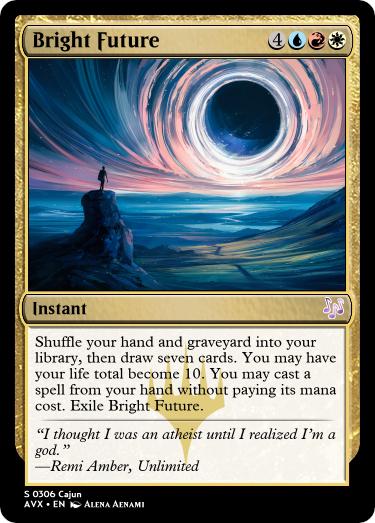 Bright Future
4
Instant
Shuffle your hand and graveyard into your
library, then draw seven cards. You may have
your life total become 10. You may cast a
spell from your hand without paying its mana
cost. Exile Bright Future.
“I thought I was an atheist until I realized I’m a
god.”
—Remi Amber, Unlimited
S 0306 Cajun
AVX • EN Alena Aenami